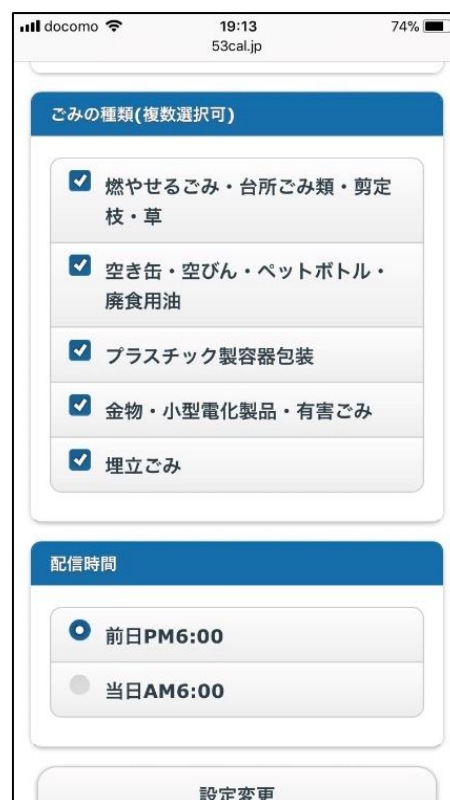 docomo 19:13 74%
53cal.jp
ごみの種類(複数選択可)
燃やせるごみ・台所ごみ類・剪定
枝・草
空き缶・空びん・ペットボトル・
廃食用油
プラスチック製容器包装
金物・小型電化製品・有害ごみ
埋立ごみ
配信時間
前日PM6:00
当日AM6:00
設定変更